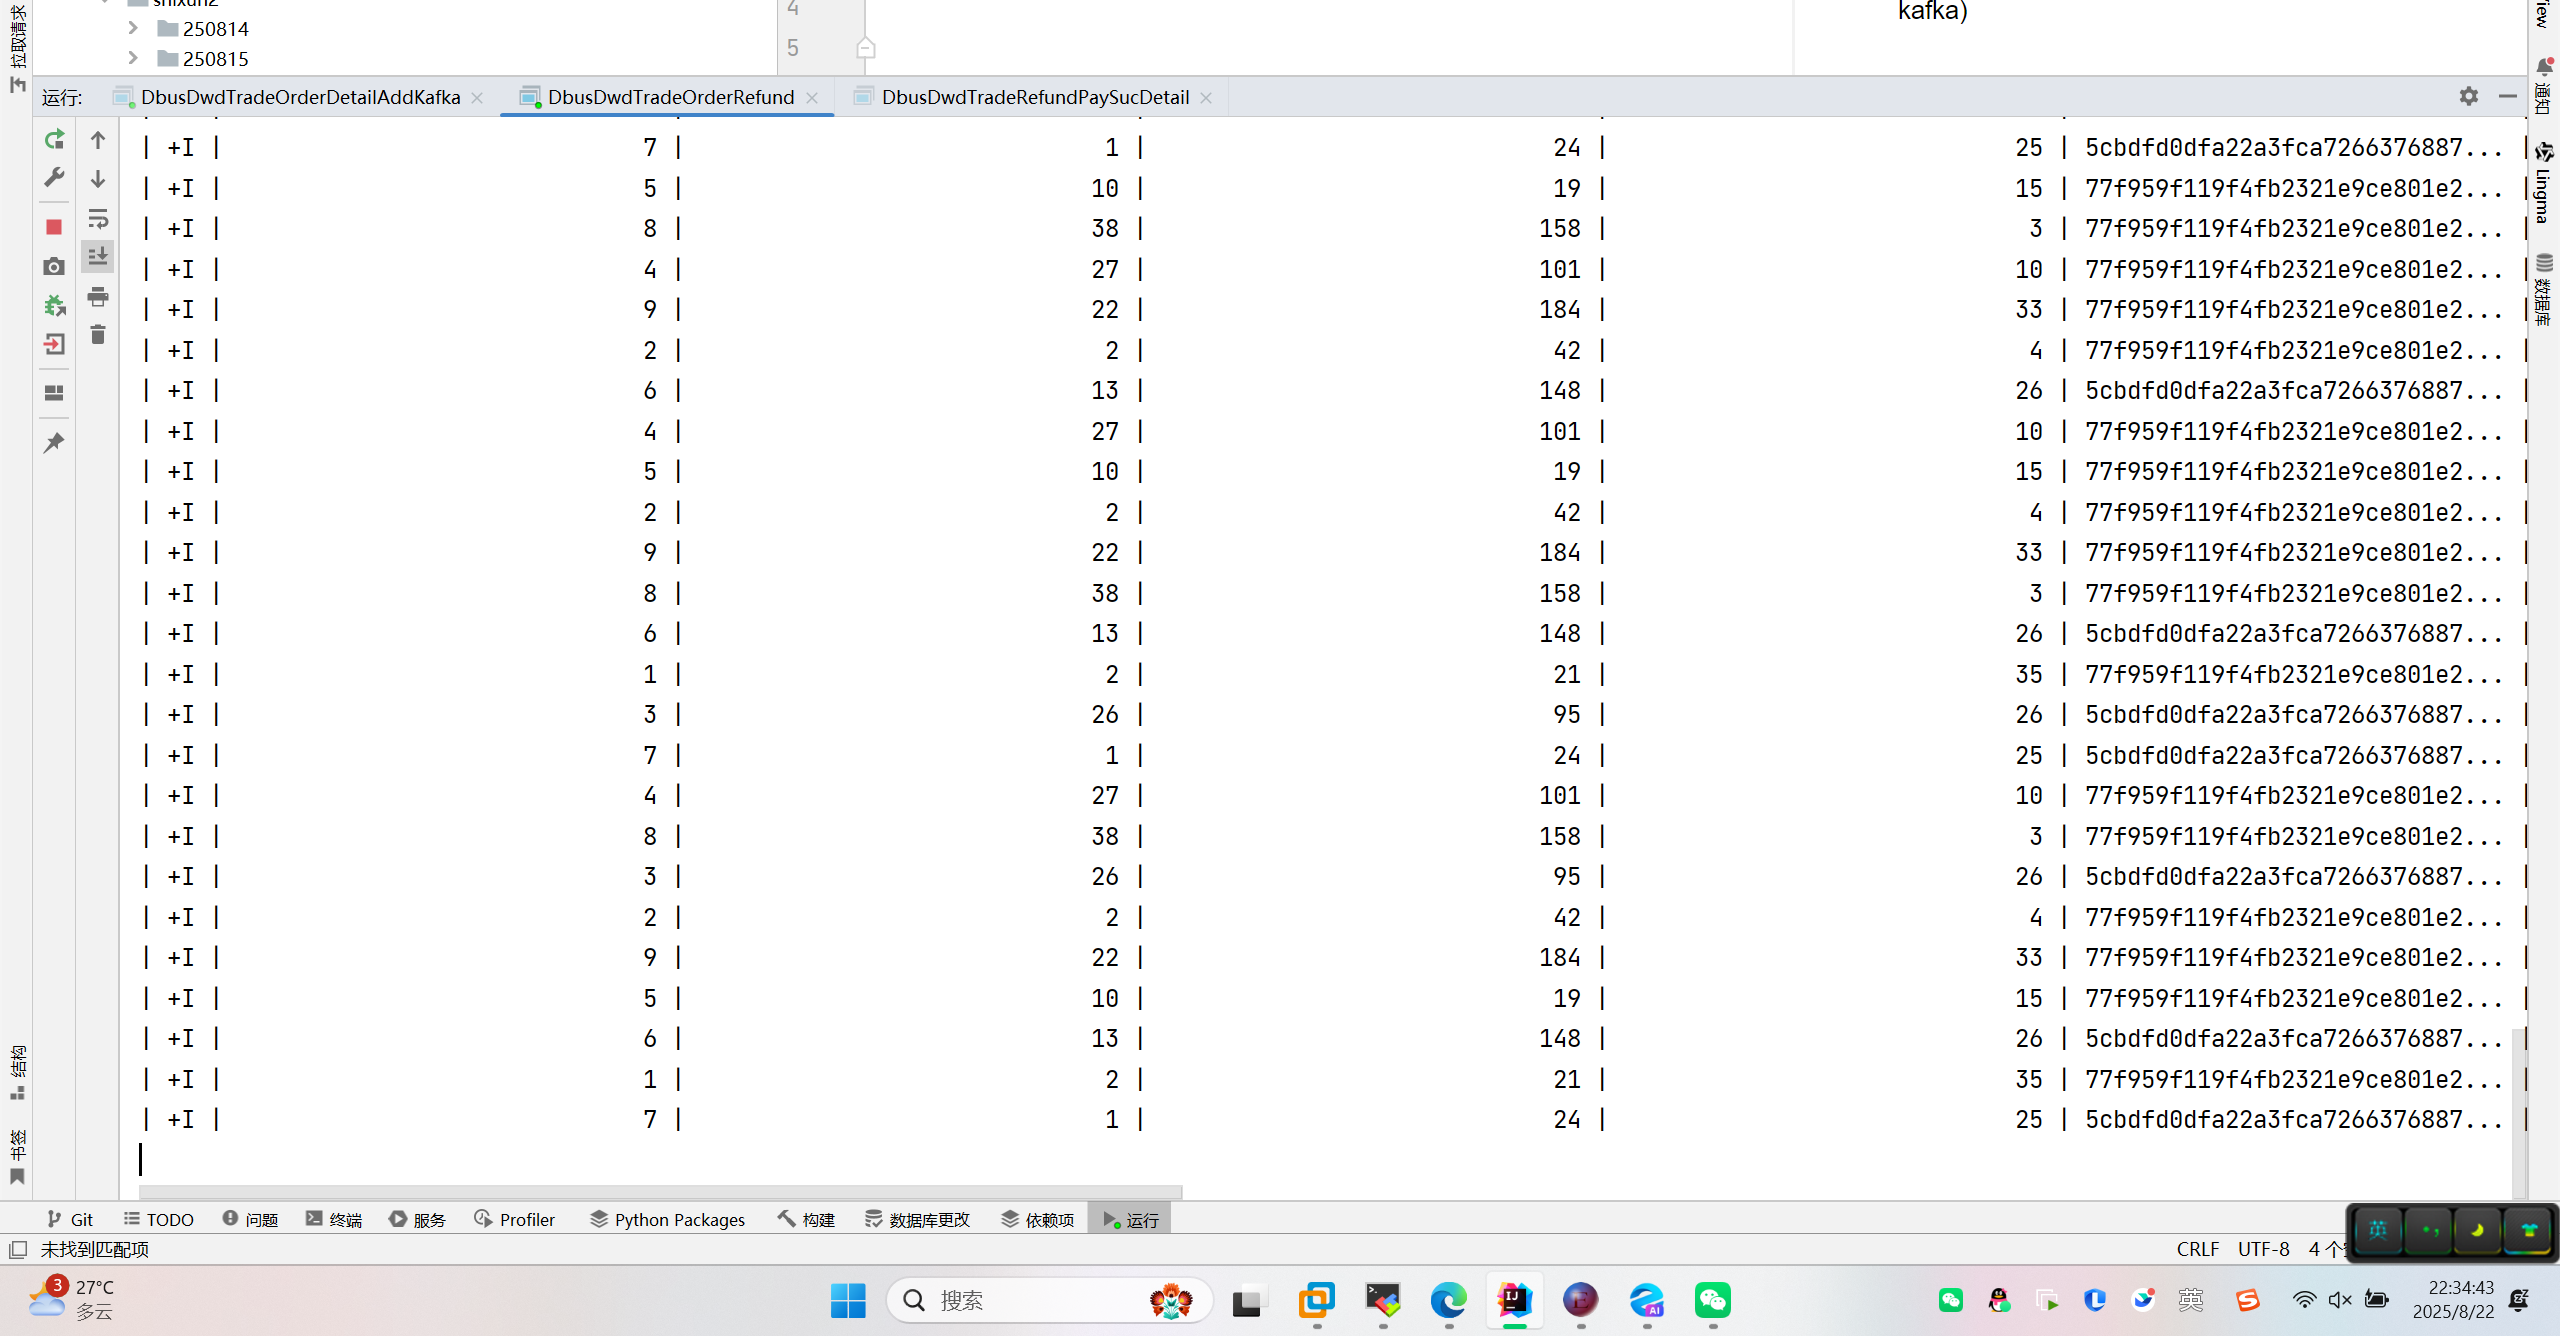 拉取请求
250814
250815
4
5
kafka)
通知
Lingma
数据库
运行:
DbusDwdTradeOrderDetailAddKafka
DbusDwdTradeOrderRefund
DbusDwdTradeRefundPaySucDetail
| +I | 7 | 1 | 24 | 25 | 5cbdfd0dfa22a3fca7266376887... |
| +I | 5 | 10 | 19 | 15 | 77f959f119f4fb2321e9ce801e2... |
| +I | 8 | 38 | 158 | 3 | 77f959f119f4fb2321e9ce801e2... |
| +I | 4 | 27 | 101 | 10 | 77f959f119f4fb2321e9ce801e2... |
| +I | 9 | 22 | 184 | 33 | 77f959f119f4fb2321e9ce801e2... |
| +I | 2 | 2 | 42 | 4 | 77f959f119f4fb2321e9ce801e2... |
| +I | 6 | 13 | 148 | 26 | 5cbdfd0dfa22a3fca7266376887... |
| +I | 4 | 27 | 101 | 10 | 77f959f119f4fb2321e9ce801e2... |
| +I | 5 | 10 | 19 | 15 | 77f959f119f4fb2321e9ce801e2... |
| +I | 2 | 2 | 42 | 4 | 77f959f119f4fb2321e9ce801e2... |
| +I | 9 | 22 | 184 | 33 | 77f959f119f4fb2321e9ce801e2... |
| +I | 8 | 38 | 158 | 3 | 77f959f119f4fb2321e9ce801e2... |
| +I | 6 | 13 | 148 | 26 | 5cbdfd0dfa22a3fca7266376887... |
| +I | 1 | 2 | 21 | 35 | 77f959f119f4fb2321e9ce801e2... |
| +I | 3 | 26 | 95 | 26 | 5cbdfd0dfa22a3fca7266376887... |
| +I | 7 | 1 | 24 | 25 | 5cbdfd0dfa22a3fca7266376887... |
| +I | 4 | 27 | 101 | 10 | 77f959f119f4fb2321e9ce801e2... |
| +I | 8 | 38 | 158 | 3 | 77f959f119f4fb2321e9ce801e2... |
| +I | 3 | 26 | 95 | 26 | 5cbdfd0dfa22a3fca7266376887... |
| +I | 2 | 2 | 42 | 4 | 77f959f119f4fb2321e9ce801e2... |
| +I | 9 | 22 | 184 | 33 | 77f959f119f4fb2321e9ce801e2... |
| +I | 5 | 10 | 19 | 15 | 77f959f119f4fb2321e9ce801e2... |
| +I | 6 | 13 | 148 | 26 | 5cbdfd0dfa22a3fca7266376887... |
| +I | 1 | 2 | 21 | 35 | 77f959f119f4fb2321e9ce801e2... |
| +I | 7 | 1 | 24 | 25 | 5cbdfd0dfa22a3fca7266376887... |
结构
书签
Git TODO 问题 终端 服务 Profiler Python Packages 构建 数据库更改 依赖项 运行
未找到匹配项
CRLF UTF-8 4 个
英
3 27°C
多云
搜索
英
22:34:43
2025/8/22